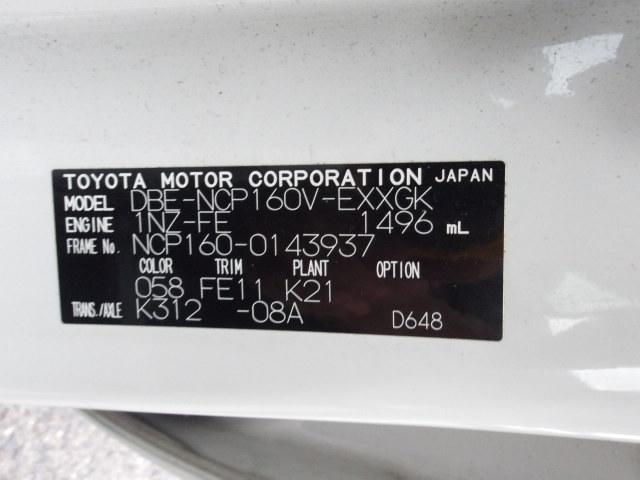 TOYOTA MOTOR CORPORATION JAPAN
MODEL DBE-NCP160V-EXXGK
ENGINE 1NZ-FE 1496 mL
FRAME No. NCP160-0143937
COLOR TRIM PLANT OPTION
058 FE11 K21
TRANS./AXLE K312 -08A D648